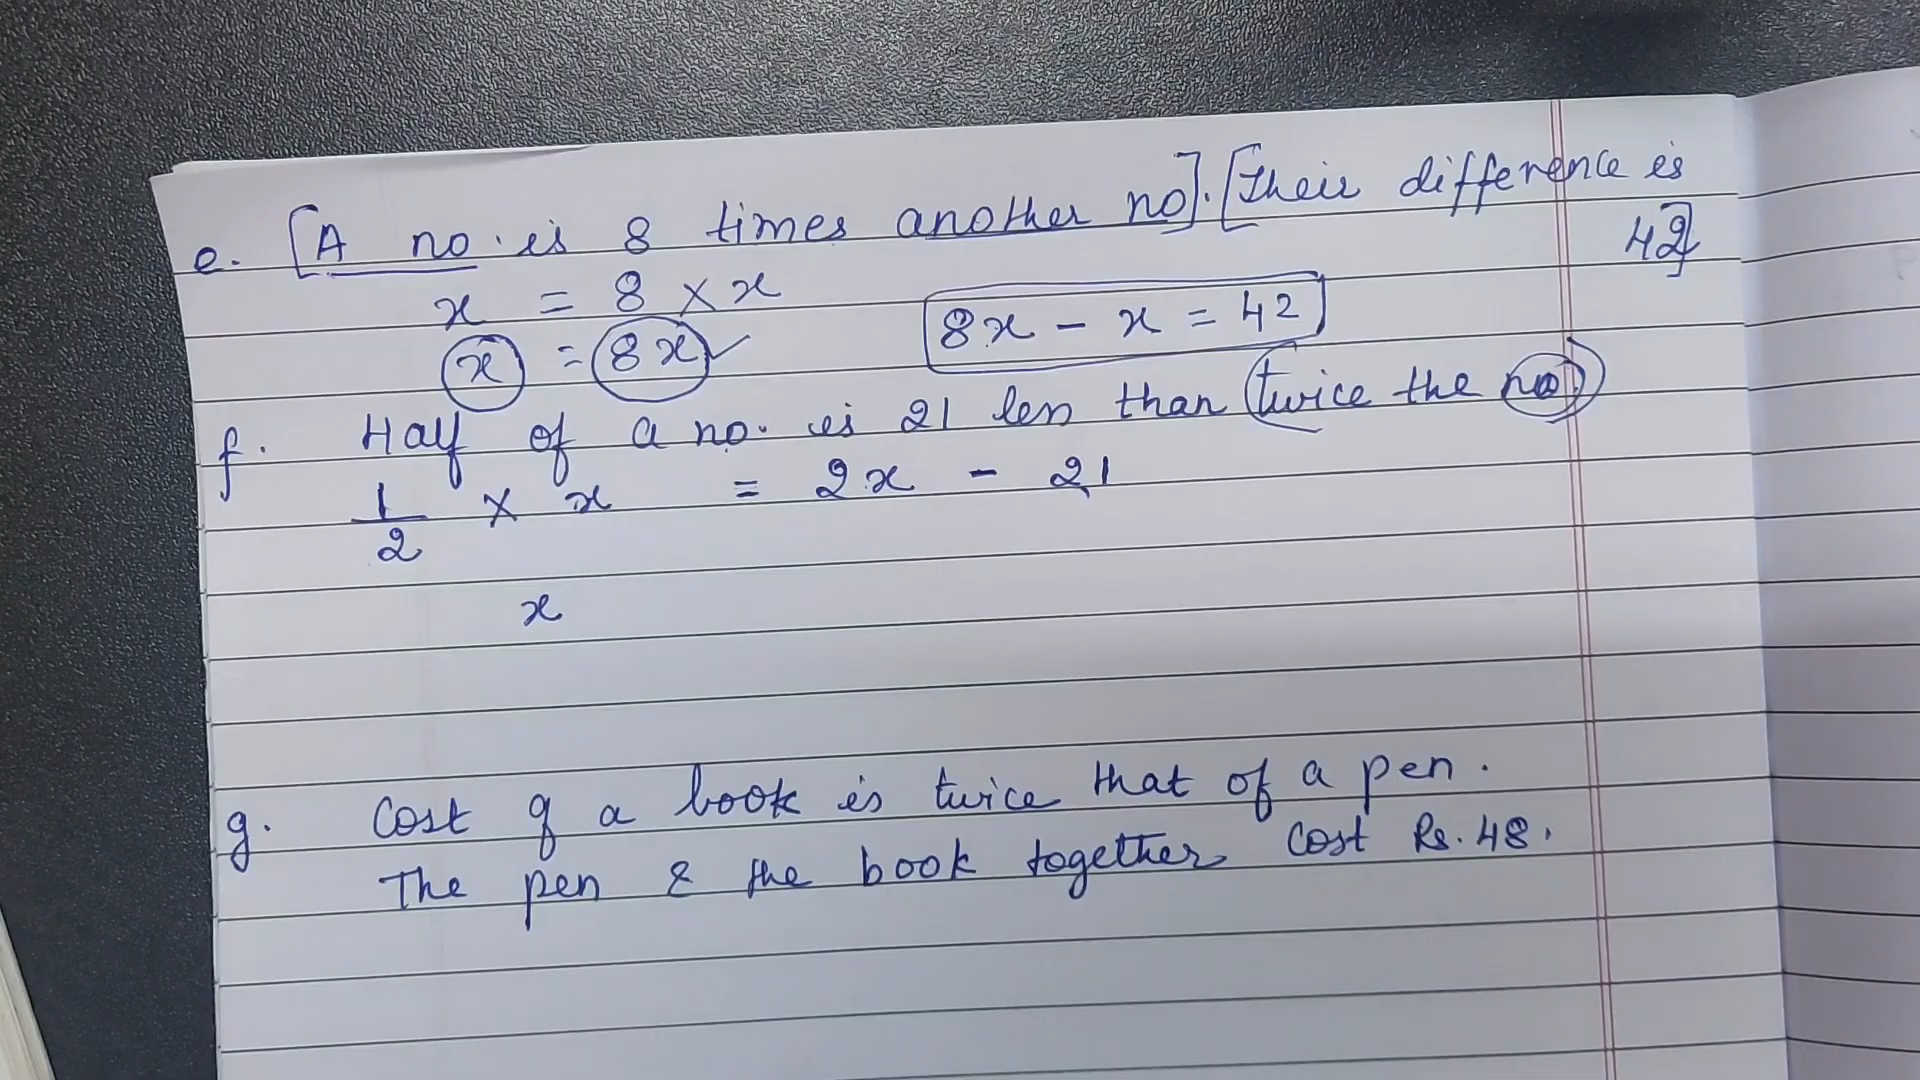 e. [A no. is 8 times another no]. [Their difference is
42]
x = 8 × x
x = 8x ✓
8x - x = 42
f. Half of a no. is 21 less than twice the no.
1/2 × x = 2x - 21
x
g. Cost of a book is twice that of a pen.
The pen & the book together cost Rs. 48.